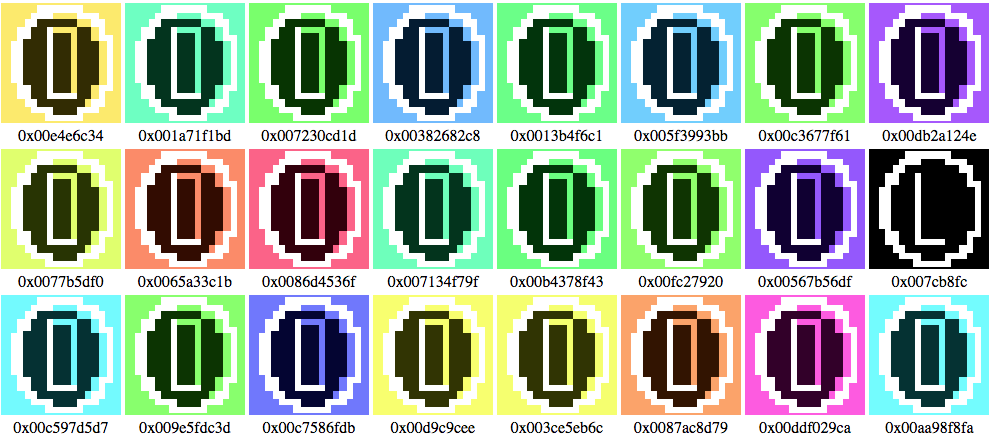 0x00e4e6c34 0x001a71f1bd 0x007230cd1d 0x00382682c8 0x0013b4f6c1 0x005f3993bb 0x00c3677f61 0x00db2a124e
0x0077b5df0 0x0065a33c1b 0x0086d4536f 0x007134f79f 0x00b4378f43 0x00fc27920 0x00567b56df 0x007cb8fc
0x00c597d5d7 0x009e5fdc3d 0x00c7586fdb 0x00d9c9cee 0x003ce5eb6c 0x0087ac8d79 0x00ddf029ca 0x00aa98f8fa